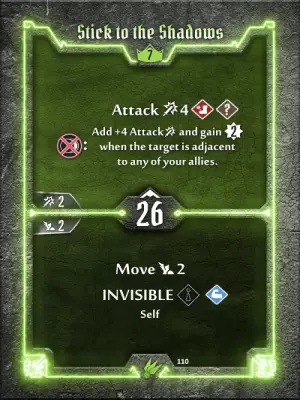 Stick to the Shadows
7
Attack 4 ?
Add +4 Attack and gain 2
: when the target is adjacent
to any of your allies.
2
26
2
Move 2
INVISIBLE
Self
110